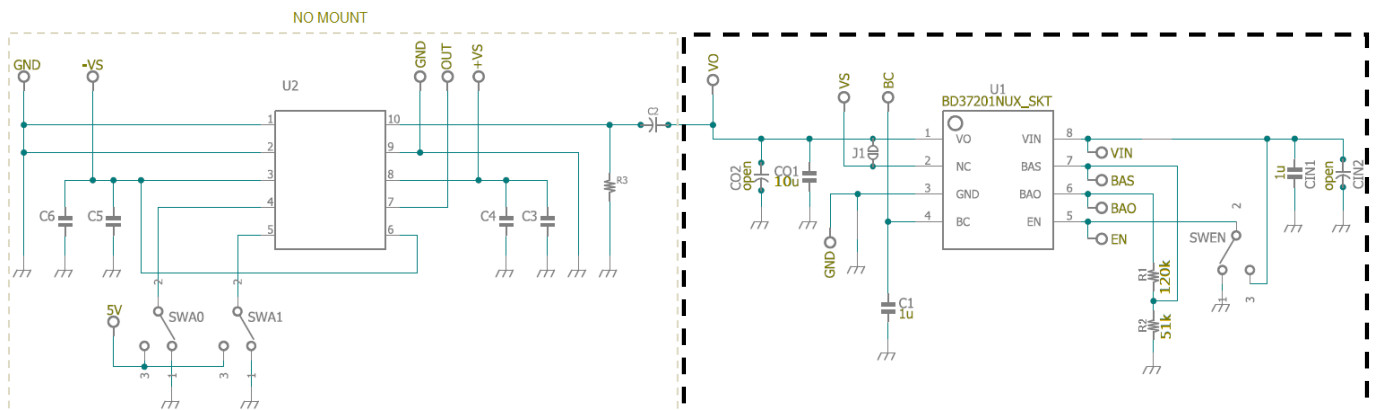 NO MOUNT
GND
-VS
U2
GND
OUT
+VS
1
2
3
4
5
10
9
8
7
6
C6
C5
C4
C3
R3
C2
5V
2
SWA0
3
1
2
SWA1
3
1
VO
VS
BC
U1
BD37201NUX_SKT
CO2
open
CO1
10u
J1
1
2
3
4
VO
NC
GND
BC
VIN
BAS
BAO
EN
8
7
6
5
VIN
BAS
BAO
EN
GND
C1
1u
R1
120k
R2
51k
2
SWEN
1
3
1u
CIN1
open
CIN2